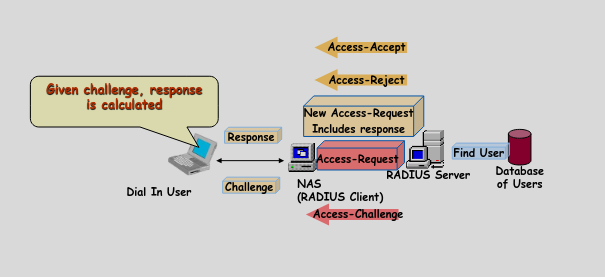 Access-Accept
Access-Reject
Given challenge, response
is calculated
New Access-Request
Includes response
Response
Access-Request
Find User
RADIUS Server
Challenge
Dial In User
NAS
(RADIUS Client)
Database
of Users
Access-Challenge